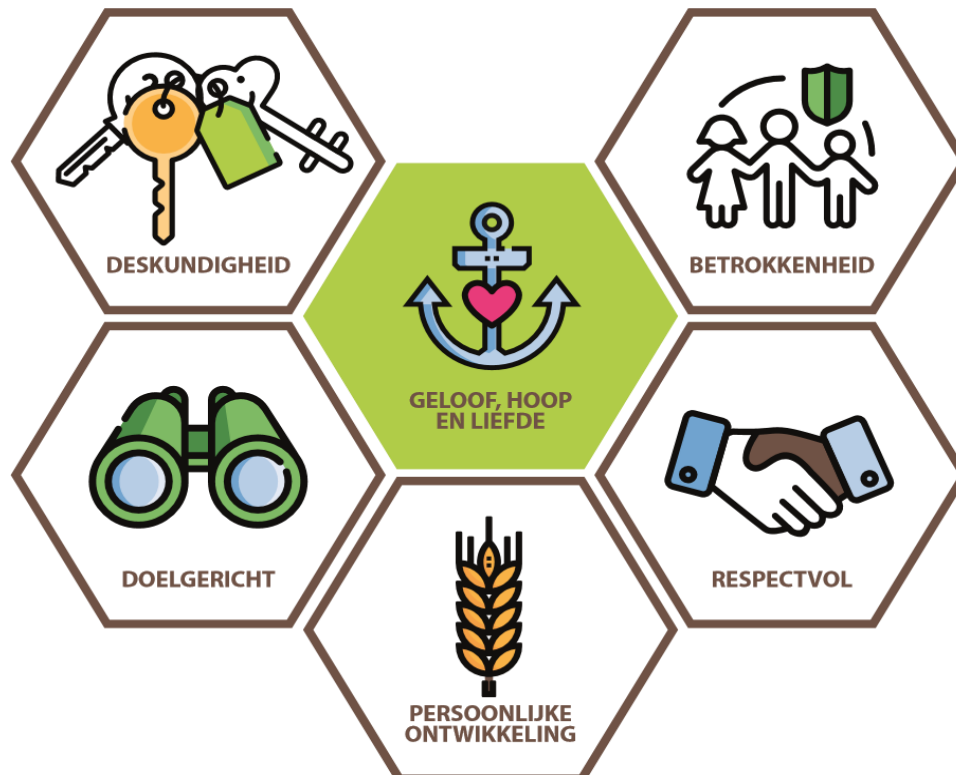 DESKUNDIGHEID
BETROKKENHEID
GELOOF, HOOP
EN LIEFDE
DOELGERICHT
RESPECTVOL
PERSOONLIJKE
ONTWIKKELING